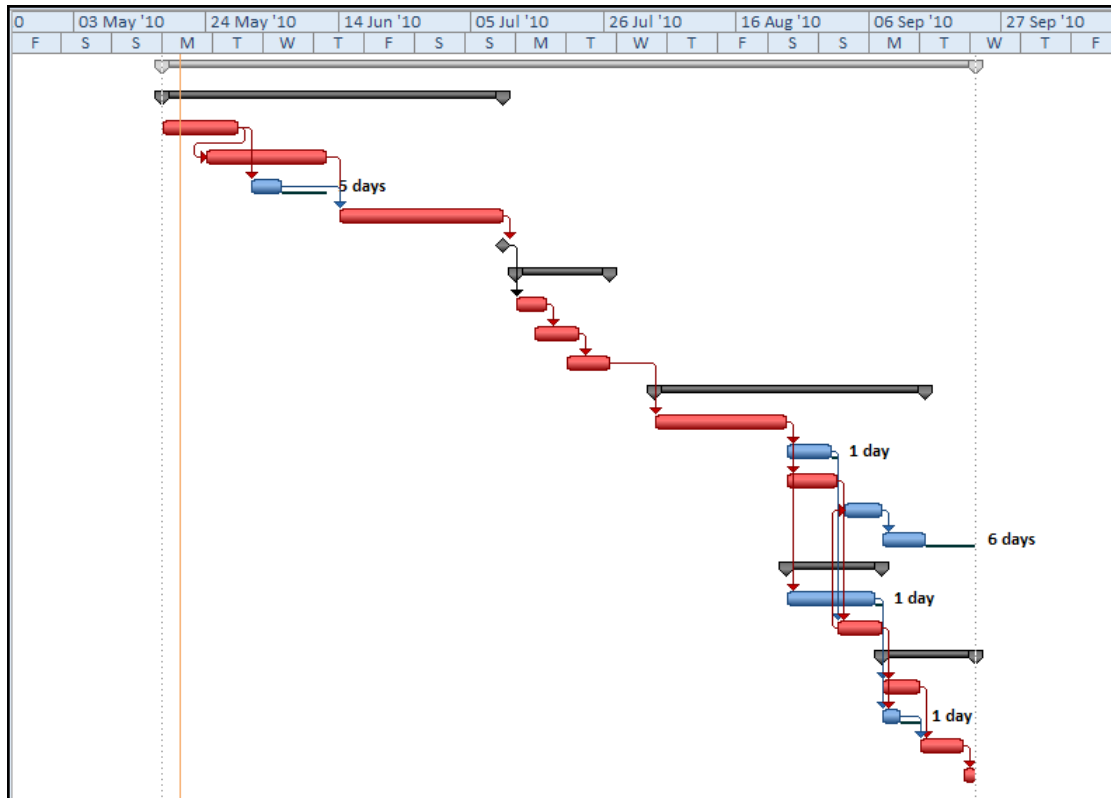 0 03 May '10 24 May '10 14 Jun '10 05 Jul '10 26 Jul '10 16 Aug '10 06 Sep '10 27 Sep '10
F S S M T W T F S S M T W T F S S M T W T F
5 days
1 day
6 days
1 day
1 day